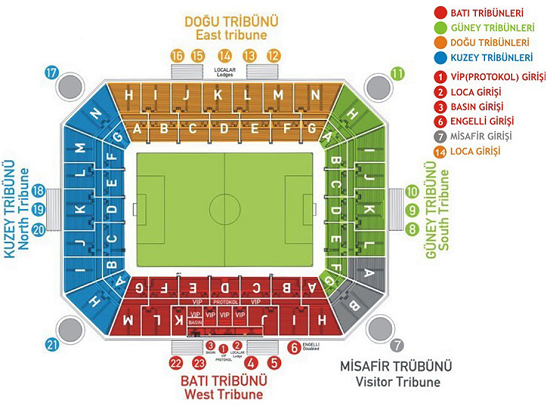 DOĞU TRİBÜNÜ
East tribune
16 15 14 13 12
LOCALAR
Lodges
BATI TRİBÜNLERİ
GÜNEY TRİBÜNLERİ
DOĞU TRİBÜNLERİ
KUZEY TRİBÜNLERİ
1 VİP(PROTOKOL) GİRİŞİ
2 LOCA GİRİŞİ
3 BASIN GİRİŞİ
6 ENGELLİ GİRİŞİ
7 MİSAFİR GİRİŞİ
14 LOCA GİRİŞİ
17
11
H I J K L M N
A B C D E F G
KUZEY TRİBÜNÜ
North Tribune
18
19
20
N M L K J I H
G F E D C B A
A B C D E F G
H I J K L
A B
10
9
8
GÜNEY TRİBÜNÜ
South Tribune
A B C D E F G
VIP PROTOKOL VIP
VIP VIP VIP VIP
BASIN
M L K J I H
21
22 23 3 1 2 4 5 6 7
BASIN
VIP
PROTOKOL
LOCALAR
Lodge
ENGELLİ
Disabled
BATI TRİBÜNÜ
West Tribune
MİSAFİR TRÜBÜNÜ
Visitor Tribune